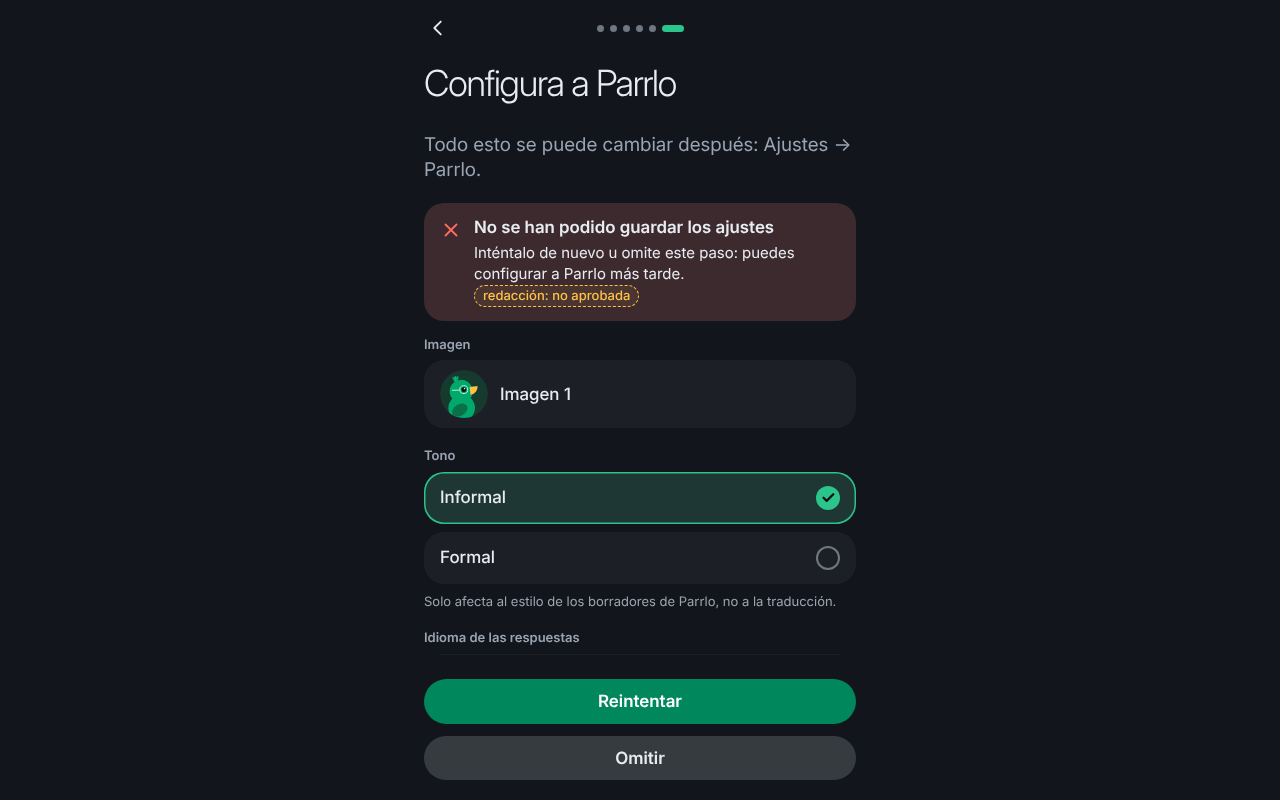 Configura a Parrlo
Todo esto se puede cambiar después: Ajustes →
Parrlo.
No se han podido guardar los ajustes
Inténtalo de nuevo u omite este paso: puedes
configurar a Parrlo más tarde.
redacción: no aprobada
Imagen
Imagen 1
Tono
Informal
Formal
Solo afecta al estilo de los borradores de Parrlo, no a la traducción.
Idioma de las respuestas
Reintentar
Omitir